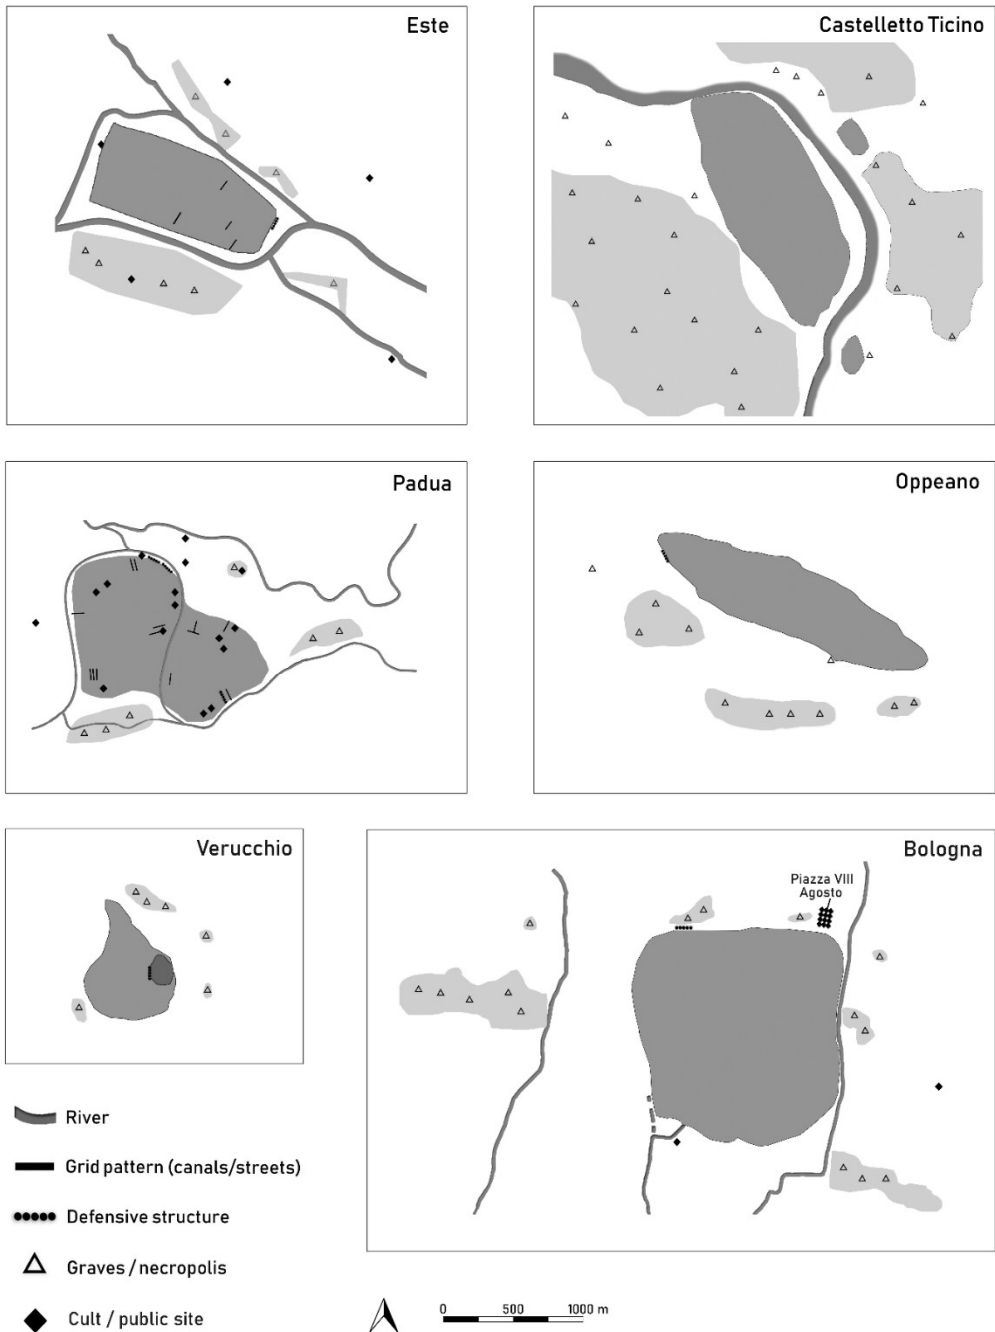 Este
Castelletto Ticino
Padua
Oppeano
Verucchio
Bologna
Piazza VIII
Agosto
River
Grid pattern (canals/streets)
Defensive structure
Graves / necropolis
Cult / public site
0 500 1000 m